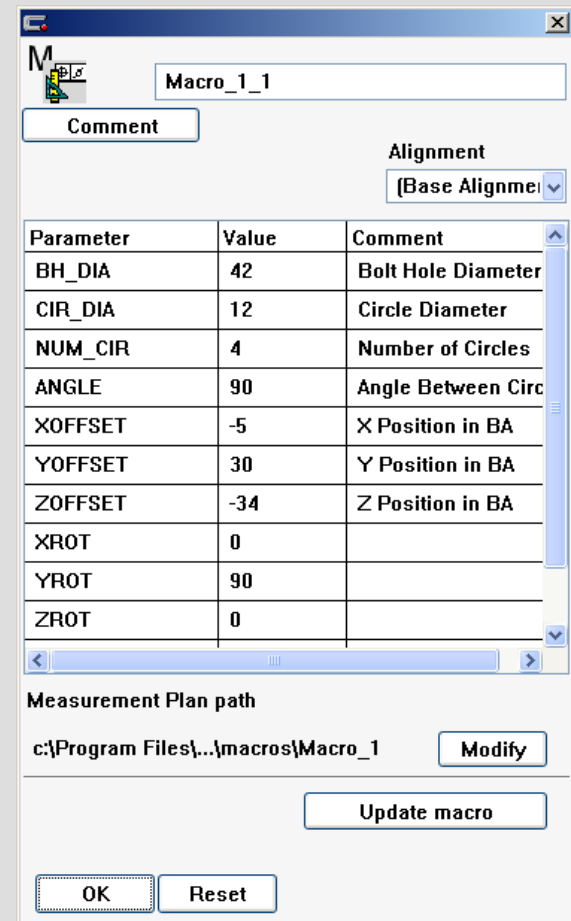 M
Macro_1_1
Comment
Alignment
(Base Alignme
Parameter Value Comment
BH_DIA 42 Bolt Hole Diameter
CIR_DIA 12 Circle Diameter
NUM_CIR 4 Number of Circles
ANGLE 90 Angle Between Circ
XOFFSET -5 X Position in BA
YOFFSET 30 Y Position in BA
ZOFFSET -34 Z Position in BA
XROT 0
YROT 90
ZROT 0
Measurement Plan path
c:\Program Files\...\macros\Macro_1 Modify
Update macro
OK Reset